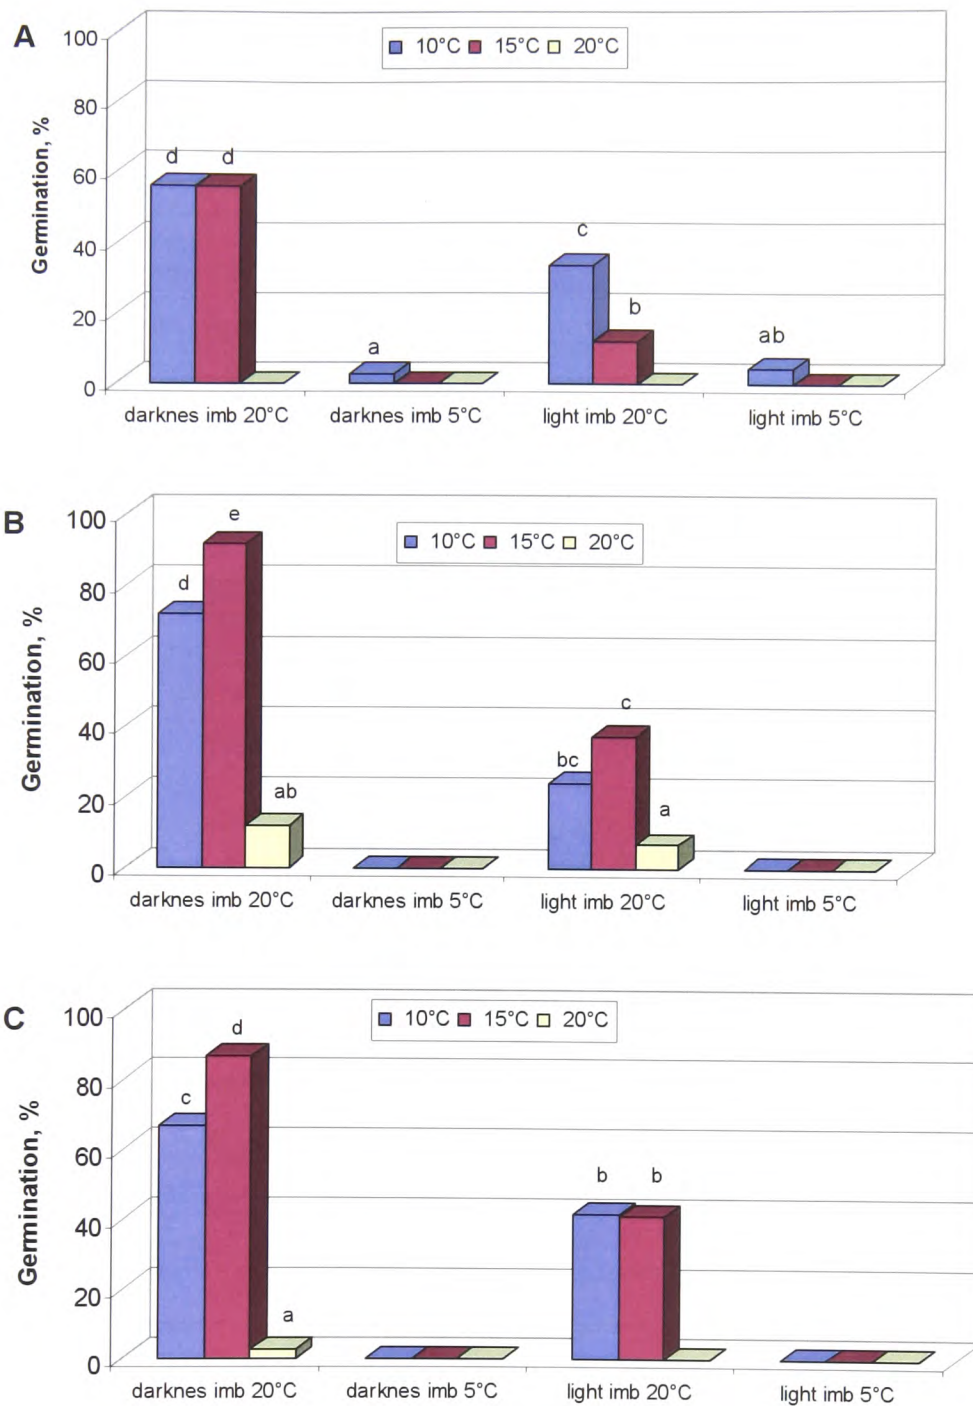 A
10°C 15°C 20°C
Germination, %
100
80
60
40
20
0
d d
a
c
b
ab
darknes imb 20°C darknes imb 5°C light imb 20°C light imb 5°C
B
10°C 15°C 20°C
Germination, %
100
80
60
40
20
0
d
e
ab
bc
c
a
darknes imb 20°C darknes imb 5°C light imb 20°C light imb 5°C
C
10°C 15°C 20°C
Germination, %
100
80
60
40
20
0
c
d
a
b b
darknes imb 20°C darknes imb 5°C light imb 20°C light imb 5°C